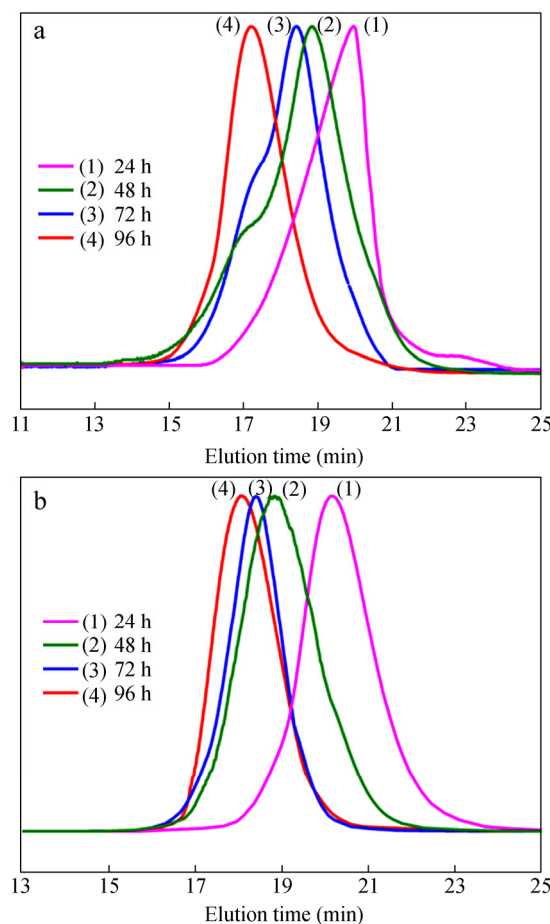 a
(4) (3) (2) (1)
(1) 24 h
(2) 48 h
(3) 72 h
(4) 96 h
11 13 15 17 19 21 23 25
Elution time (min)
b
(4) (3) (2) (1)
(1) 24 h
(2) 48 h
(3) 72 h
(4) 96 h
13 15 17 19 21 23 25
Elution time (min)